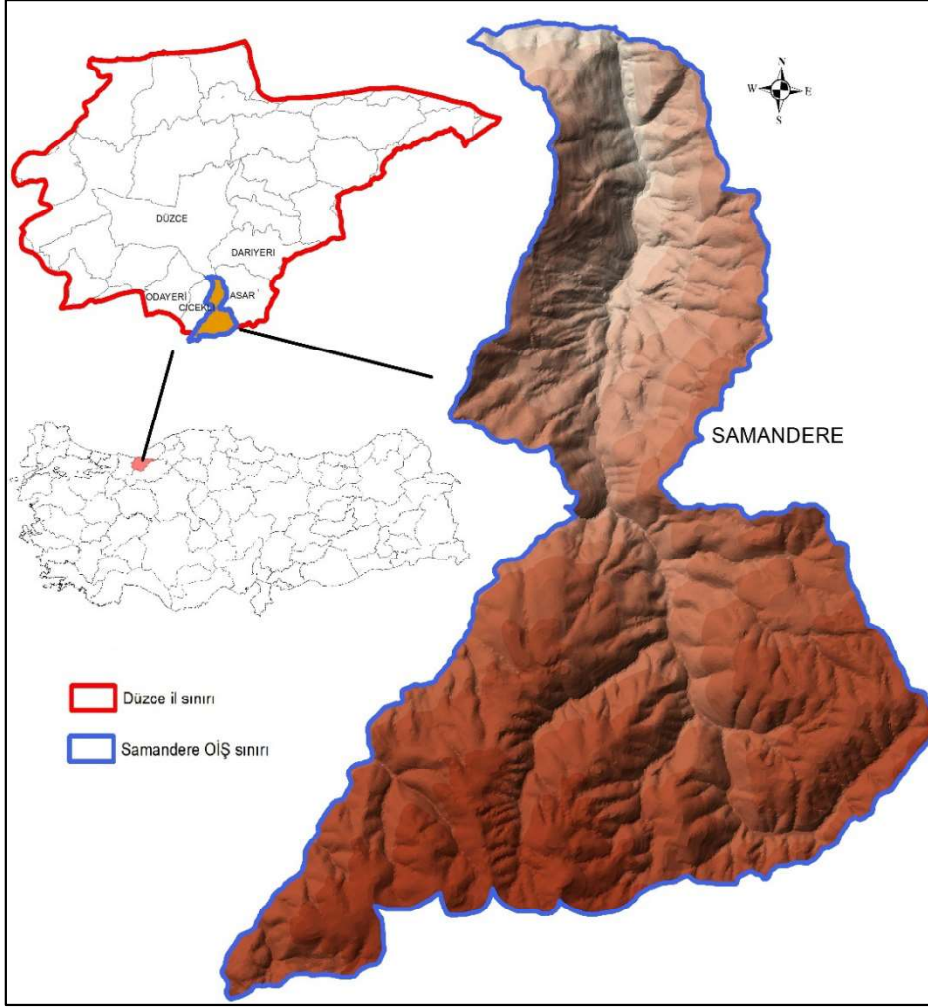 N
W E
S
DÜZCE
DARIYERI
ODAYERİ
ASAR
SAMANDERE
Düzce il sınırı
Samandere OİŞ sınırı